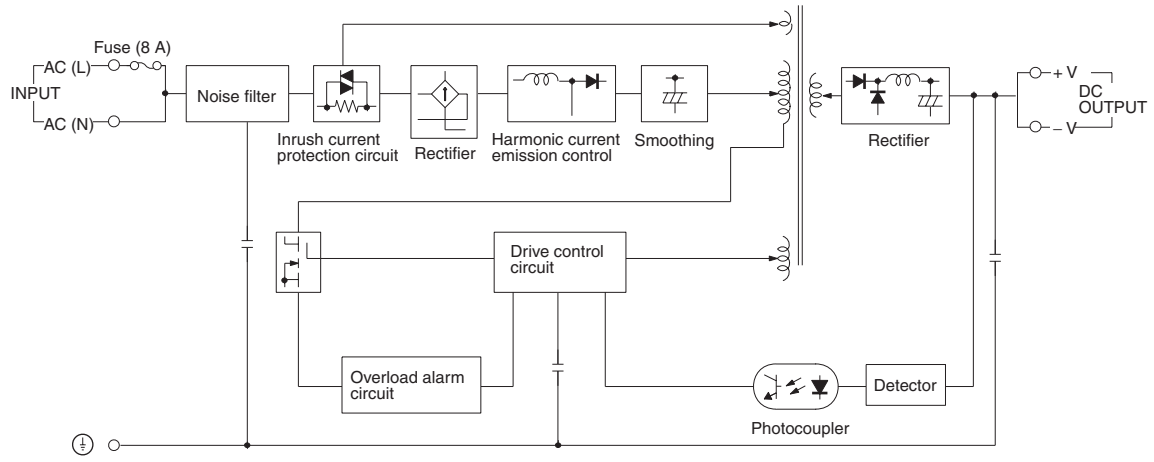 Fuse (8 A)
AC (L)
INPUT
AC (N)
Noise filter
Inrush current
protection circuit
Rectifier
Harmonic current
emission control
Smoothing
Rectifier
+ V
DC
OUTPUT
– V
Drive control
circuit
Overload alarm
circuit
Photocoupler
Detector